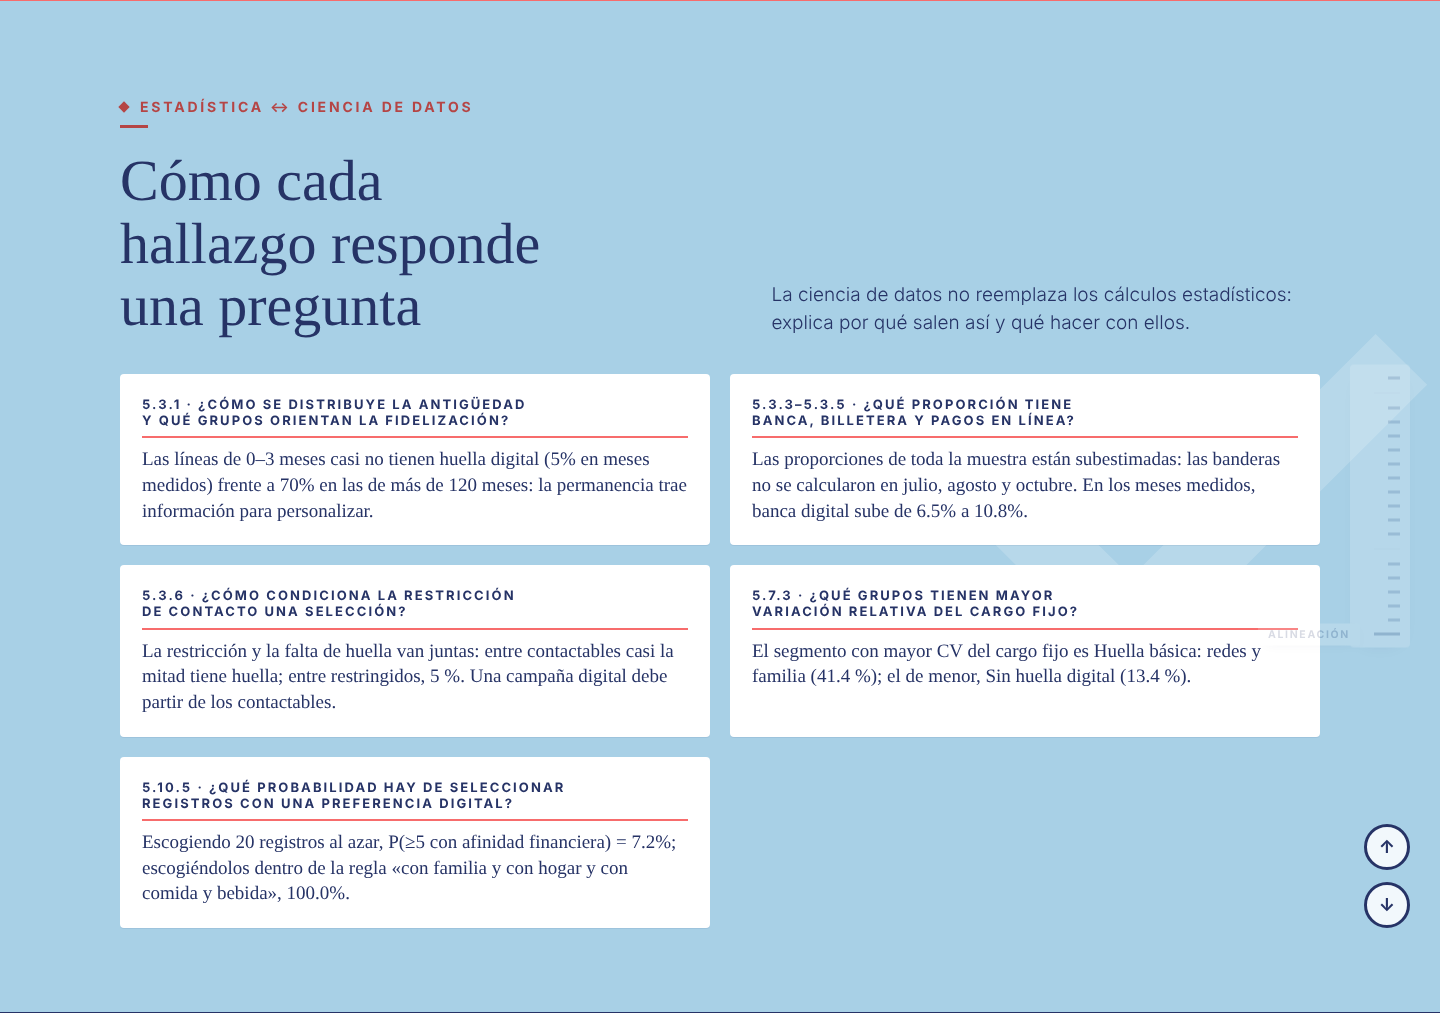 ◆ ESTADÍSTICA ↔ CIENCIA DE DATOS
Cómo cada
hallazgo responde
una pregunta
La ciencia de datos no reemplaza los cálculos estadísticos:
explica por qué salen así y qué hacer con ellos.
5.3.1 · ¿CÓMO SE DISTRIBUYE LA ANTIGÜEDAD
Y QUÉ GRUPOS ORIENTAN LA FIDELIZACIÓN?
Las líneas de 0–3 meses casi no tienen huella digital (5% en meses
medidos) frente a 70% en las de más de 120 meses: la permanencia trae
información para personalizar.
5.3.3–5.3.5 · ¿QUÉ PROPORCIÓN TIENE
BANCA, BILLETERA Y PAGOS EN LÍNEA?
Las proporciones de toda la muestra están subestimadas: las banderas
no se calcularon en julio, agosto y octubre. En los meses medidos,
banca digital sube de 6.5% a 10.8%.
5.3.6 · ¿CÓMO CONDICIONA LA RESTRICCIÓN
DE CONTACTO UNA SELECCIÓN?
La restricción y la falta de huella van juntas: entre contactables casi la
mitad tiene huella; entre restringidos, 5 %. Una campaña digital debe
partir de los contactables.
5.7.3 · ¿QUÉ GRUPOS TIENEN MAYOR
VARIACIÓN RELATIVA DEL CARGO FIJO?
ALINEACIÓN
El segmento con mayor CV del cargo fijo es Huella básica: redes y
familia (41.4 %); el de menor, Sin huella digital (13.4 %).
5.10.5 · ¿QUÉ PROBABILIDAD HAY DE SELECCIONAR
REGISTROS CON UNA PREFERENCIA DIGITAL?
Escogiendo 20 registros al azar, P(≥5 con afinidad financiera) = 7.2%;
escogiéndolos dentro de la regla «con familia y con hogar y con
comida y bebida», 100.0%.
↑
↓